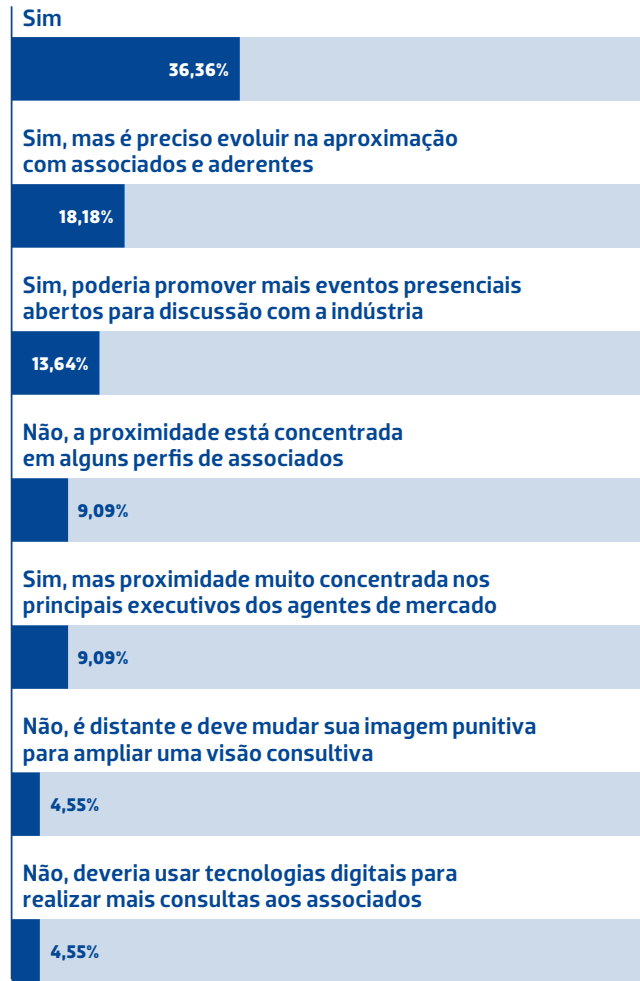 Sim
36,36%
Sim, mas é preciso evoluir na aproximação
com associados e aderentes
18,18%
Sim, poderia promover mais eventos presenciais
abertos para discussão com a indústria
13,64%
Não, a proximidade está concentrada
em alguns perfis de associados
9,09%
Sim, mas proximidade muito concentrada nos
principais executivos dos agentes de mercado
9,09%
Não, é distante e deve mudar sua imagem punitiva
para ampliar uma visão consultiva
4,55%
Não, deveria usar tecnologias digitais para
realizar mais consultas aos associados
4,55%